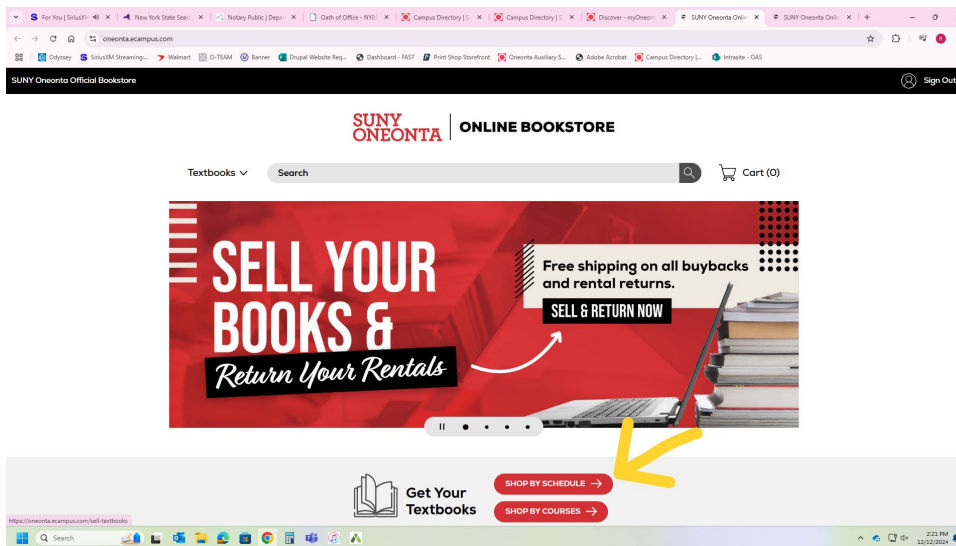 For You | SiriusXM
New York State Search
Notary Public | Depar
Oath of Office - NYBE
Campus Directory | S
Campus Directory | S
Discover - myOneon
SUNY Oneonta Onlin
SUNY Oneonta Onlin
oneonta.ecampus.com
Odyssey
SiriusXM Streaming:...
Walmart
O-TEAM
Banner
Drupal Website Req...
Dashboard - FAST
Print Shop Storefront
Oneonta Auxiliary S...
Adobe Acrobat
Campus Directory |...
Intrasite - OAS
SUNY Oneonta Official Bookstore
Sign Out
SUNY
ONEONTA
ONLINE BOOKSTORE
Textbooks
Search
Cart (0)
SELL YOUR
BOOKS &
Return Your Rentals
Free shipping on all buybacks
and rental returns.
SELL & RETURN NOW
Get Your
Textbooks
SHOP BY SCHEDULE →
SHOP BY COURSES →
https://oneonta.ecampus.com/sell-textbooks
Search
2:21 PM
12/12/2024